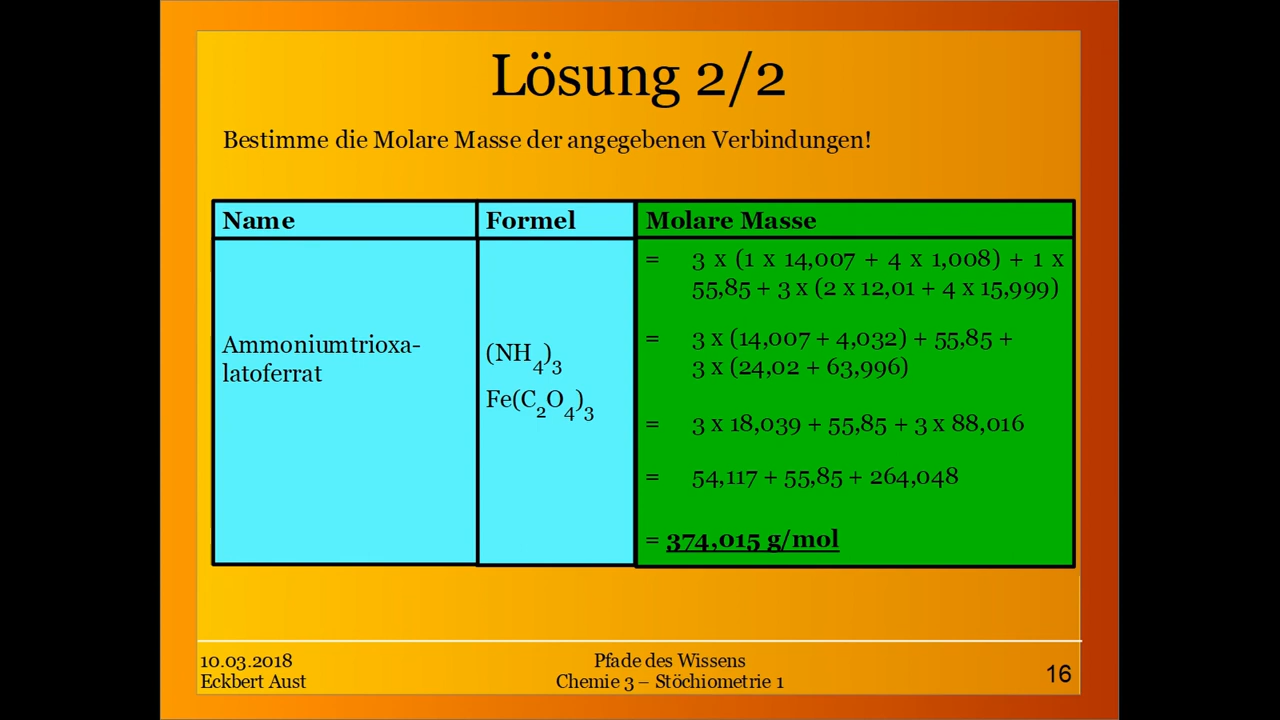 Lösung 2/2
Bestimme die Molare Masse der angegebenen Verbindungen!
Name
Formel
Molare Masse
Ammoniumtrioxa-
latoferrat
(NH₄)₃
Fe(C₂O₄)₃
= 3 x (1 x 14,007 + 4 x 1,008) + 1 x
55,85 + 3 x (2 x 12,01 + 4 x 15,999)
= 3 x (14,007 + 4,032) + 55,85 +
3 x (24,02 + 63,996)
= 3 x 18,039 + 55,85 + 3 x 88,016
= 54,117 + 55,85 + 264,048
= 374,015 g/mol
10.03.2018
Eckbert Aust
Pfade des Wissens
Chemie 3 – Stöchiometrie 1
16